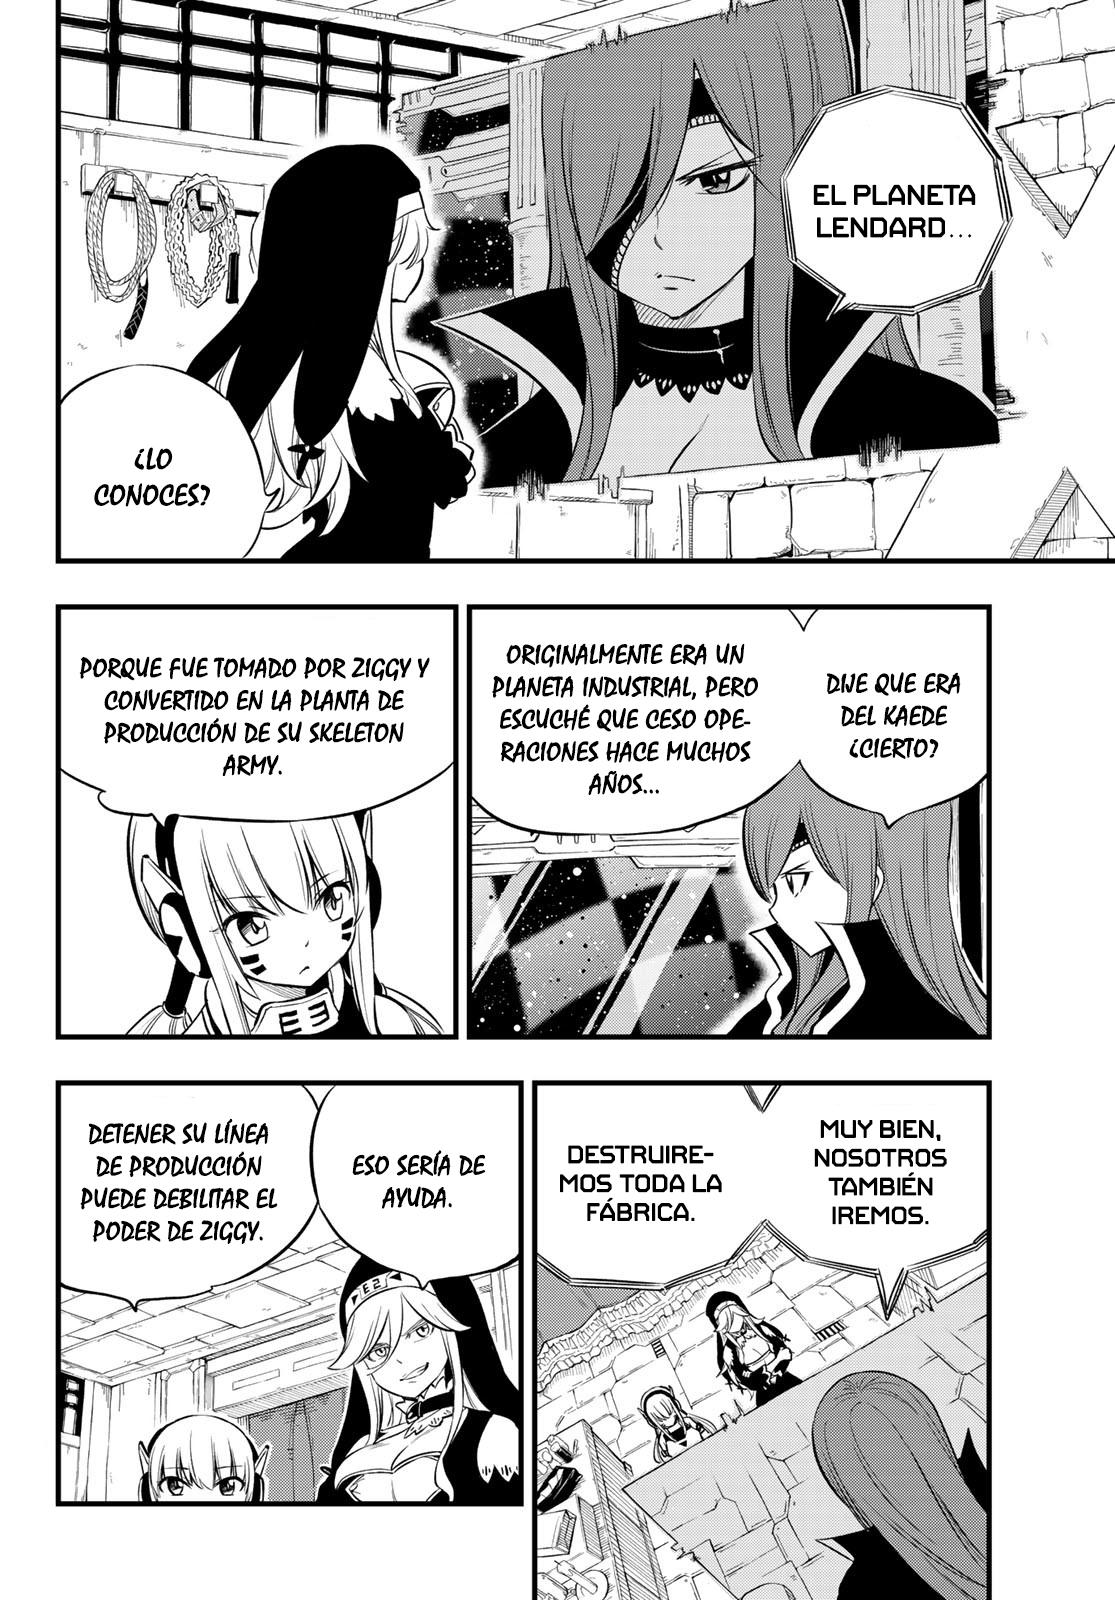 EL PLANETA
LENDARD...
¿LO
CONOCES?
DIJE QUE ERA
DEL KAEDE
¿CIERTO?
ORIGINALMENTE ERA UN
PLANETA INDUSTRIAL, PERO
ESCUCHÉ QUE CESO OPE-
RACIONES HACE MUCHOS
AÑOS...
PORQUE FUE TOMADO POR ZIGGY Y
CONVERTIDO EN LA PLANTA DE
PRODUCCIÓN DE SU SKELETON
ARMY.
MUY BIEN,
NOSOTROS
TAMBIÉN
IREMOS.
DESTRUIRE-
MOS TODA LA
FÁBRICA.
ESO SERÍA DE
AYUDA.
DETENER SU LÍNEA
DE PRODUCCIÓN
PUEDE DEBILITAR EL
PODER DE ZIGGY.
E2